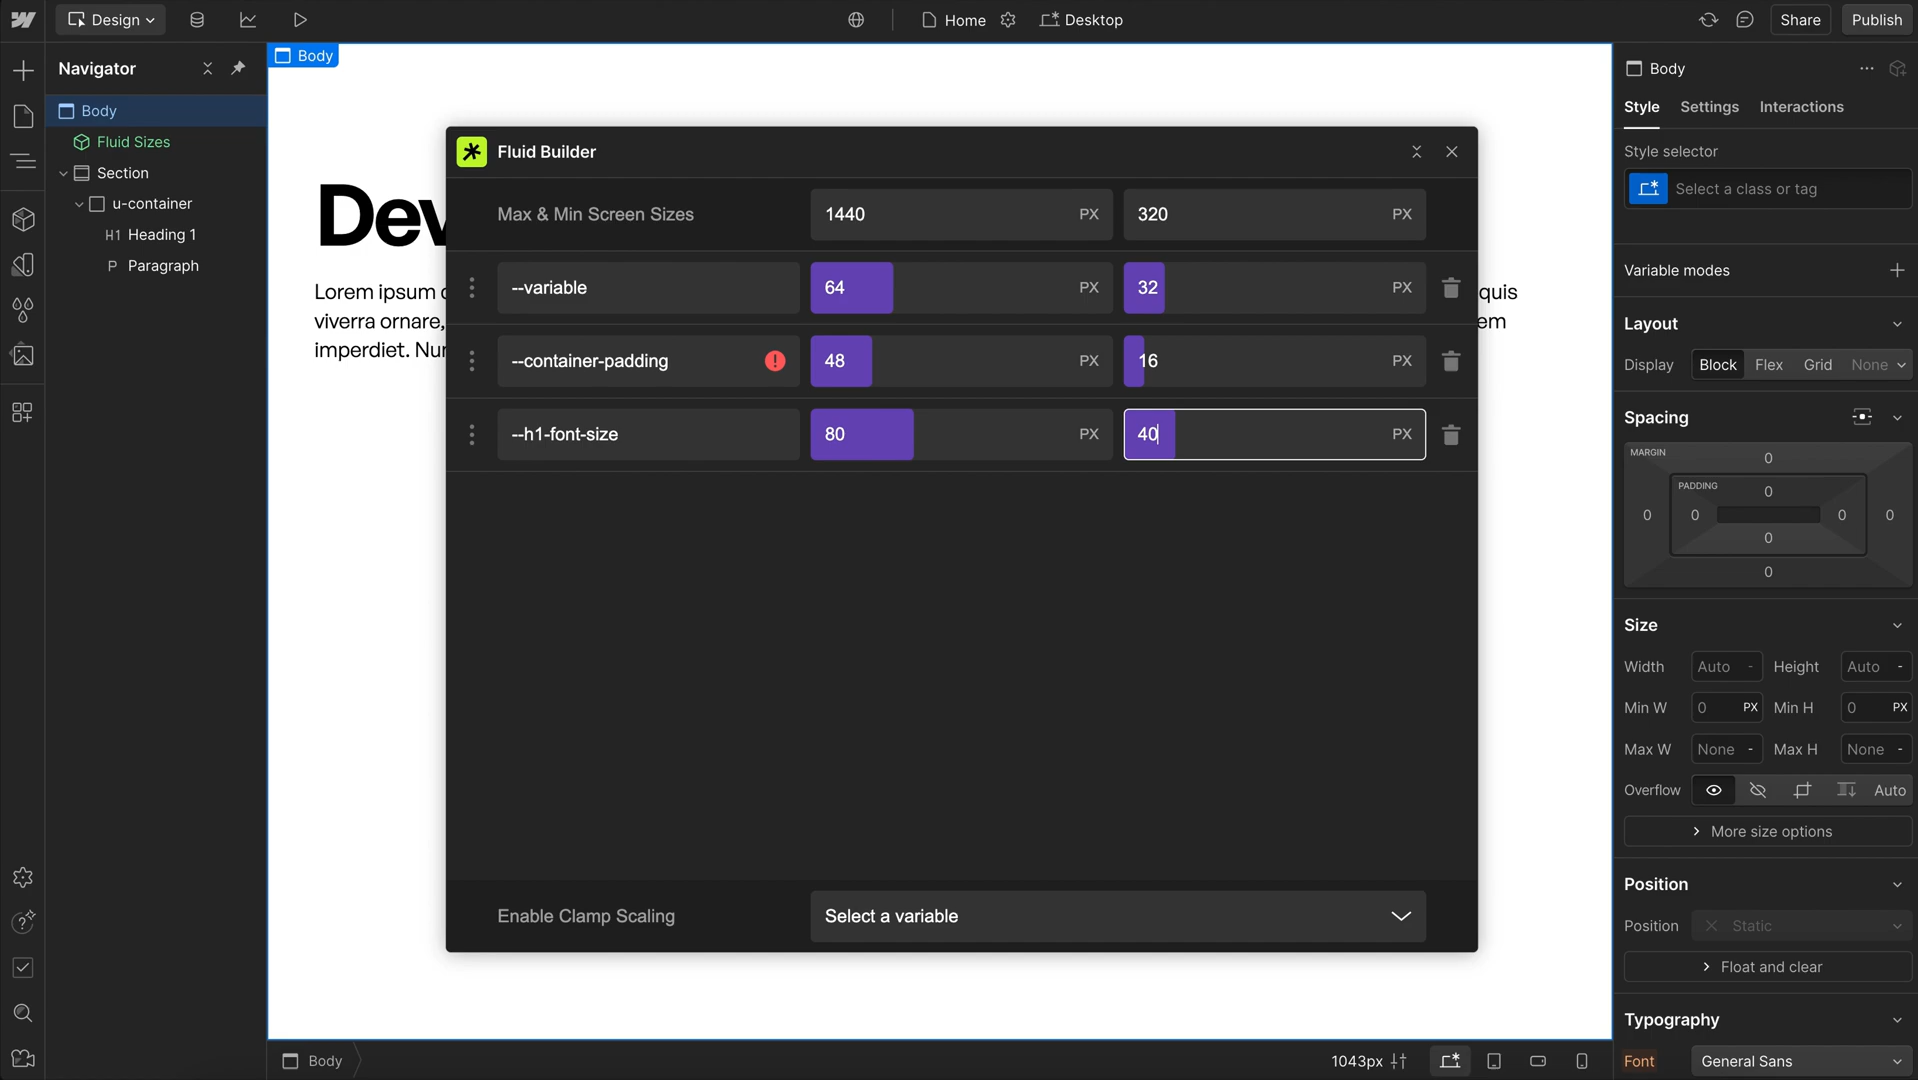 Design
Home
Desktop
Share
Publish
Navigator
Body
Fluid Sizes
Section
u-container
H1 Heading 1
P Paragraph
Body
Dev
Lorem ipsum
viverra ornare,
imperdiet. Nur
quis
em
Fluid Builder
Max & Min Screen Sizes
1440 PX
320 PX
--variable
64 PX
32 PX
--container-padding
48 PX
16 PX
--h1-font-size
80 PX
40 PX
Enable Clamp Scaling
Select a variable
Body
1043px
Body
Style Settings Interactions
Style selector
Select a class or tag
Variable modes
Layout
Display Block Flex Grid None
Spacing
MARGIN
0
PADDING
0
0 0 0 0
0
0
Size
Width Auto - Height Auto -
Min W 0 PX Min H 0 PX
Max W None - Max H None -
Overflow Auto
More size options
Position
Position Static
Float and clear
Typography
Font General Sans